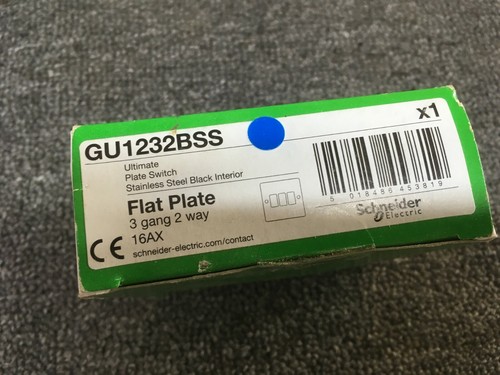 GU1232BSS
x1
Ultimate
Plate Switch
Stainless Steel Black Interior
Flat Plate
3 gang 2 way
16AX
CE schneider-electric.com/contact
5 018486 453819
Schneider
Electric